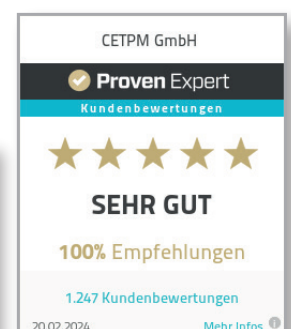 CETPM GmbH
Proven Expert
Kundenbewertungen
SEHR GUT
100% Empfehlungen
1.247 Kundenbewertungen
20.02.2024 Mehr Infos